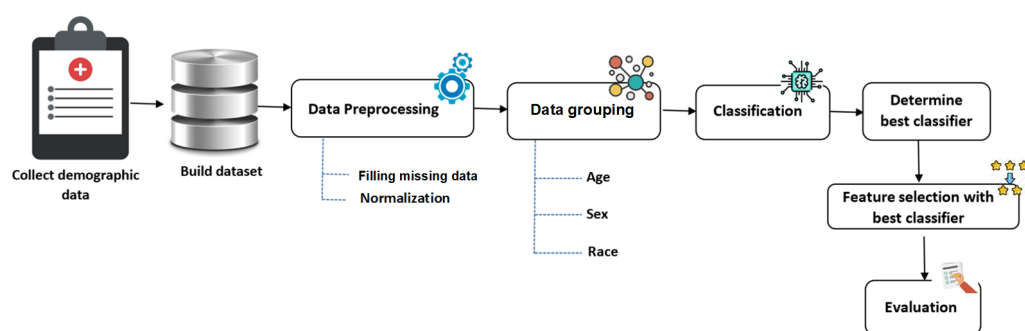 Collect demographic
data
Build dataset
Data Preprocessing
Filling missing data
Normalization
Data grouping
Age
Sex
Race
Classification
Determine
best classifier
Feature selection with
best classifier
Evaluation